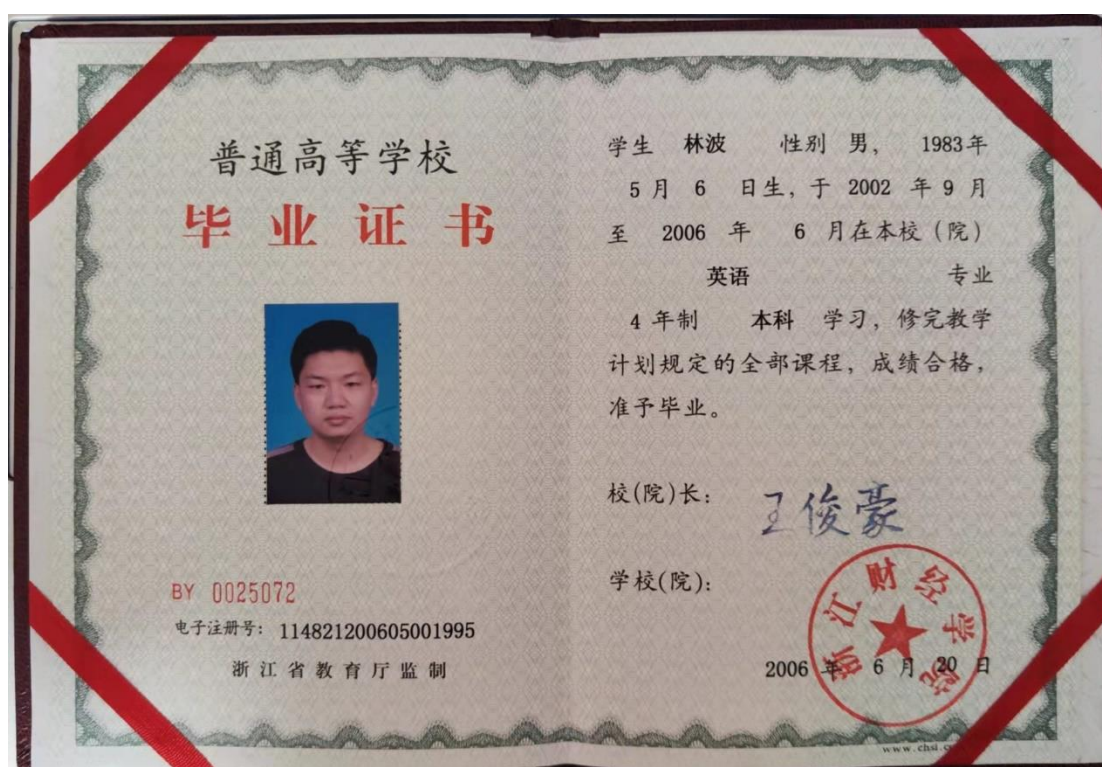 普通高等学校
毕业证书
BY 0025072
电子注册号: 114821200605001995
浙江省教育厅监制
学生 林波 性别 男, 1983年
5 月 6 日生, 于 2002 年 9 月
至 2006 年 6 月在本校(院)
英语 专业
4 年制 本科 学习, 修完教学
计划规定的全部课程, 成绩合格,
准予毕业。
校(院)长: 王俊豪
学校(院):
浙江财经学院
2006 年 6 月 20 日